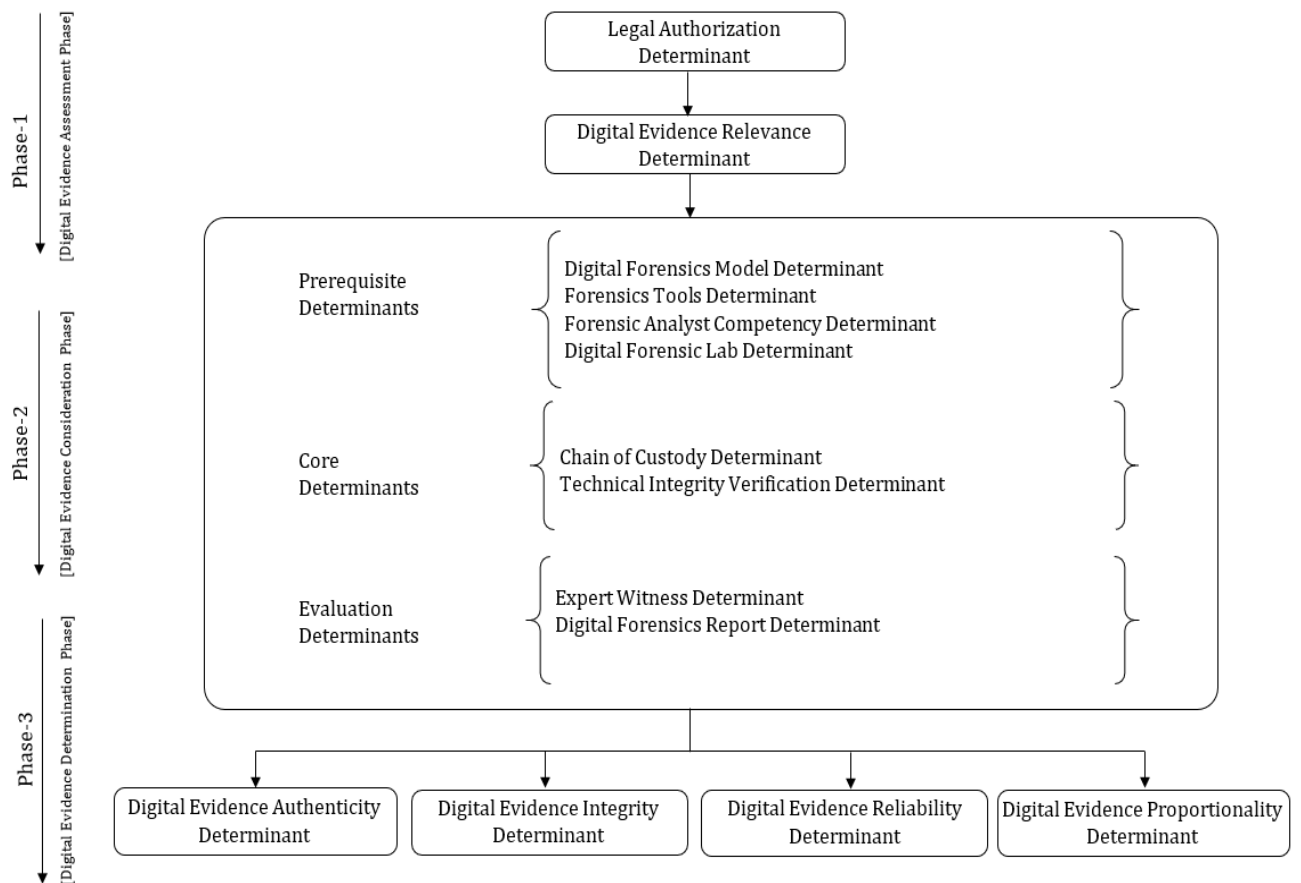 Phase-1
[Digital Evidence Assessment Phase]
Legal Authorization
Determinant
Digital Evidence Relevance
Determinant
Phase-2
[Digital Evidence Consideration Phase]
Prerequisite
Determinants
Digital Forensics Model Determinant
Forensics Tools Determinant
Forensic Analyst Competency Determinant
Digital Forensic Lab Determinant
Core
Determinants
Chain of Custody Determinant
Technical Integrity Verification Determinant
Evaluation
Determinants
Expert Witness Determinant
Digital Forensics Report Determinant
Phase-3
[Digital Evidence Determination Phase]
Digital Evidence Authenticity
Determinant
Digital Evidence Integrity
Determinant
Digital Evidence Reliability
Determinant
Digital Evidence Proportionality
Determinant